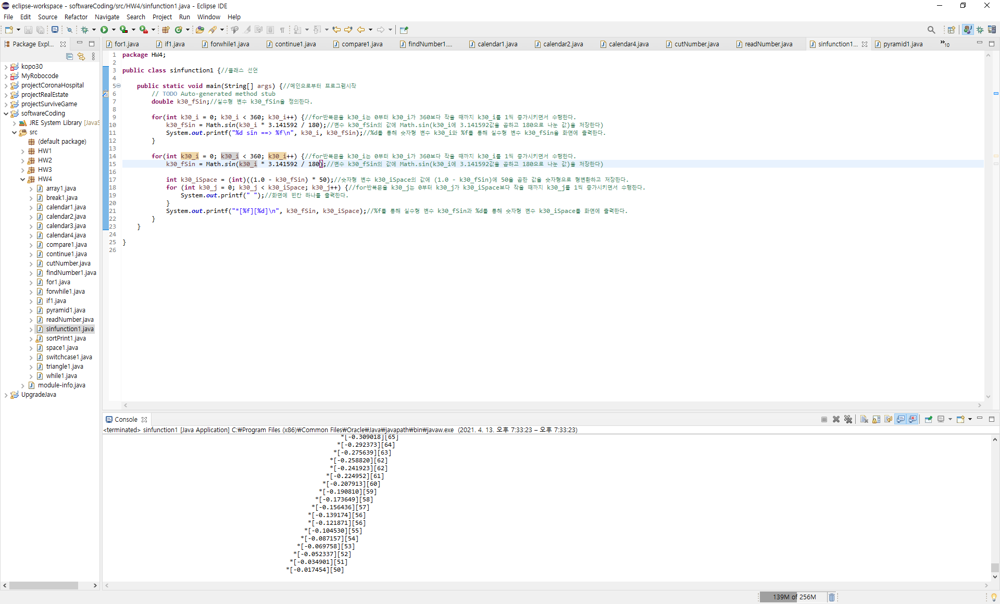 eclipse-workspace - softwareCoding/src/HW4/sinfunction1.java - Eclipse IDE
File Edit Source Refactor Navigate Search Project Run Window Help
Package Expl...
for1.java if1.java forwhile1.java continue1.java compare1.java findNumber1.... calendar1.java calendar2.java calendar4.java cutNumber.java readNumber.java sinfunction1... pyramid1.java »10
kopo30
MyRobocode
projectCoronaHospital
projectRealEstate
projectSurviveGame
softwareCoding
JRE System Library [JavaS
src
(default package)
HW1
HW2
HW3
HW4
array1.java
break1.java
calendar1.java
calendar2.java
calendar3.java
calendar4.java
compare1.java
continue1.java
cutNumber.java
findNumber1.java
for1.java
forwhile1.java
if1.java
pyramid1.java
readNumber.java
sinfunction1.java
sortPrint1.java
space1.java
switchcase1.java
triangle1.java
while1.java
module-info.java
UpgradeJava
1 package HW4;
2
3 public class sinfunction1 {//클래스 선언
4
5 public static void main(String[] args) {//메인으로부터 프로그램시작
6 // TODO Auto-generated method stub
7 double k30_fSin;//실수형 변수 k30_fSin을 정의한다.
8
9 for(int k30_i = 0; k30_i < 360; k30_i++) {//for반복문을 k30_i는 0부터 k30_i가 360보다 작을 때까지 k30_i를 1씩 증가시키면서 수행한다.
10 k30_fSin = Math.sin(k30_i * 3.141592 / 180);//변수 k30_fSin의 값에 Math.sin(k30_i에 3.141592값을 곱하고 180으로 나눈 값)을 저장한다)
11 System.out.printf("%d sin ==> %f\n", k30_i, k30_fSin);//%d를 통해 숫자형 변수 k30_i와 %f를 통해 실수형 변수 k30_fSin을 화면에 출력한다.
12 }
13
14 for(int k30_i = 0; k30_i < 360; k30_i++) {//for반복문을 k30_i는 0부터 k30_i가 360보다 작을 때까지 k30_i를 1씩 증가시키면서 수행한다.
15 k30_fSin = Math.sin(k30_i * 3.141592 / 180);//변수 k30_fSin의 값에 Math.sin(k30_i에 3.141592값을 곱하고 180으로 나눈 값)을 저장한다)
16
17 int k30_iSpace = (int)((1.0 - k30_fSin) * 50);//숫자형 변수 k30_iSpace의 값에 (1.0 - k30_fSin)에 50을 곱한 값을 숫자형으로 형변환하고 저장한다.
18 for (int k30_j = 0; k30_j < k30_iSpace; k30_j++) {//for반복문을 k30_j는 0부터 k30_j가 k30_iSpace보다 작을 때까지 k30_j를 1씩 증가시키면서 수행한다.
19 System.out.printf(" ");//화면에 빈칸 하나를 출력한다.
20 }
21 System.out.printf("*[%f][%d]\n", k30_fSin, k30_iSpace);//%f를 통해 실수형 변수 k30_fSin과 %d를 통해 숫자형 변수 k30_iSpace를 화면에 출력한다.
22 }
23 }
24
25 }
26
Console
<terminated> sinfunction1 [Java Application] C:₩Program Files (x86)₩Common Files₩Oracle₩Java₩javapath₩bin₩javaw.exe (2021. 4. 13. 오후 7:33:23 – 오후 7:33:23)
*[-0.309018][65]
*[-0.292373][64]
*[-0.275639][63]
*[-0.258820][62]
*[-0.241923][62]
*[-0.224952][61]
*[-0.207913][60]
*[-0.190810][59]
*[-0.173649][58]
*[-0.156436][57]
*[-0.139174][56]
*[-0.121871][56]
*[-0.104530][55]
*[-0.087157][54]
*[-0.069758][53]
*[-0.052337][52]
*[-0.034901][51]
*[-0.017454][50]
139M of 256M